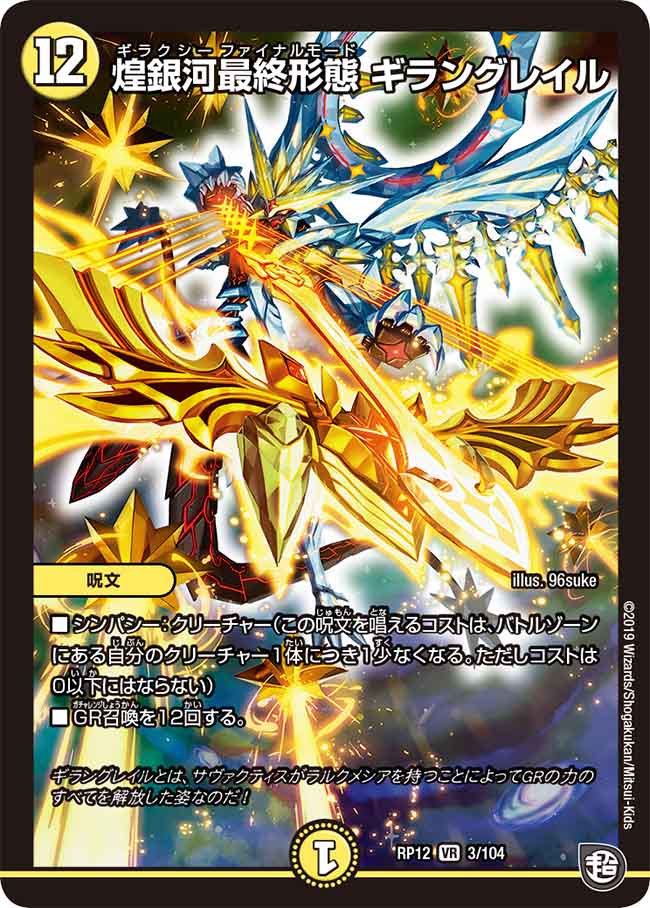 12
ギラクシー ファイナルモード
煌銀河最終形態 ギラングレイル
呪文
illus. 96suke
■シンパシー:クリーチャー(この呪文を唱えるコストは、バトルゾーン
にある自分のクリーチャー1体につき1少なくなる。ただしコストは
0以下にはならない)
■GR召喚を12回する。
ギラングレイルとは、サヴァクティスがラルクメシアを持つことによってGRの力の
すべてを解放した姿なのだ!
1
RP12 VR 3/104
超
©2019 Wizards/Shogakukan/Mitsui-Kids